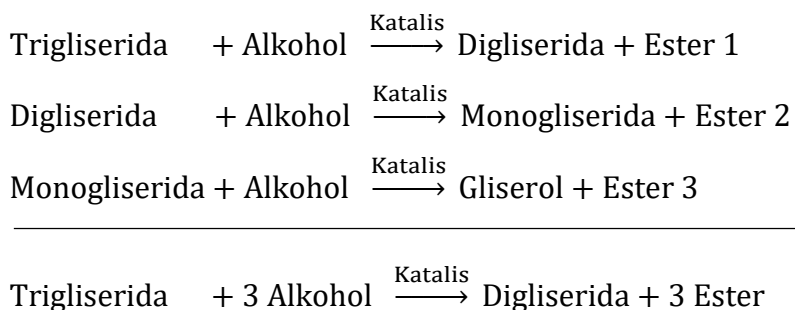 Trigliserida + Alkohol Katalis ⟶ Digliserida + Ester 1
Digliserida + Alkohol Katalis ⟶ Monogliserida + Ester 2
Monogliserida + Alkohol Katalis ⟶ Gliserol + Ester 3
Trigliserida + 3 Alkohol Katalis ⟶ Digliserida + 3 Ester